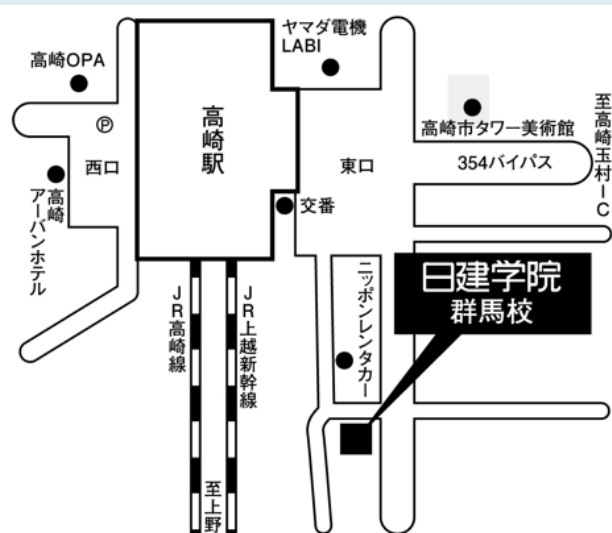 ヤマダ電機
LABI
高崎OPA
高崎市タワー美術館
至高崎玉村IC
354バイパス
高崎駅
Ⓟ
西口
東口
高崎
アーバンホテル
交番
日建学院
群馬校
ニッポンレンタカー
JR高崎線
JR上越新幹線
至上野